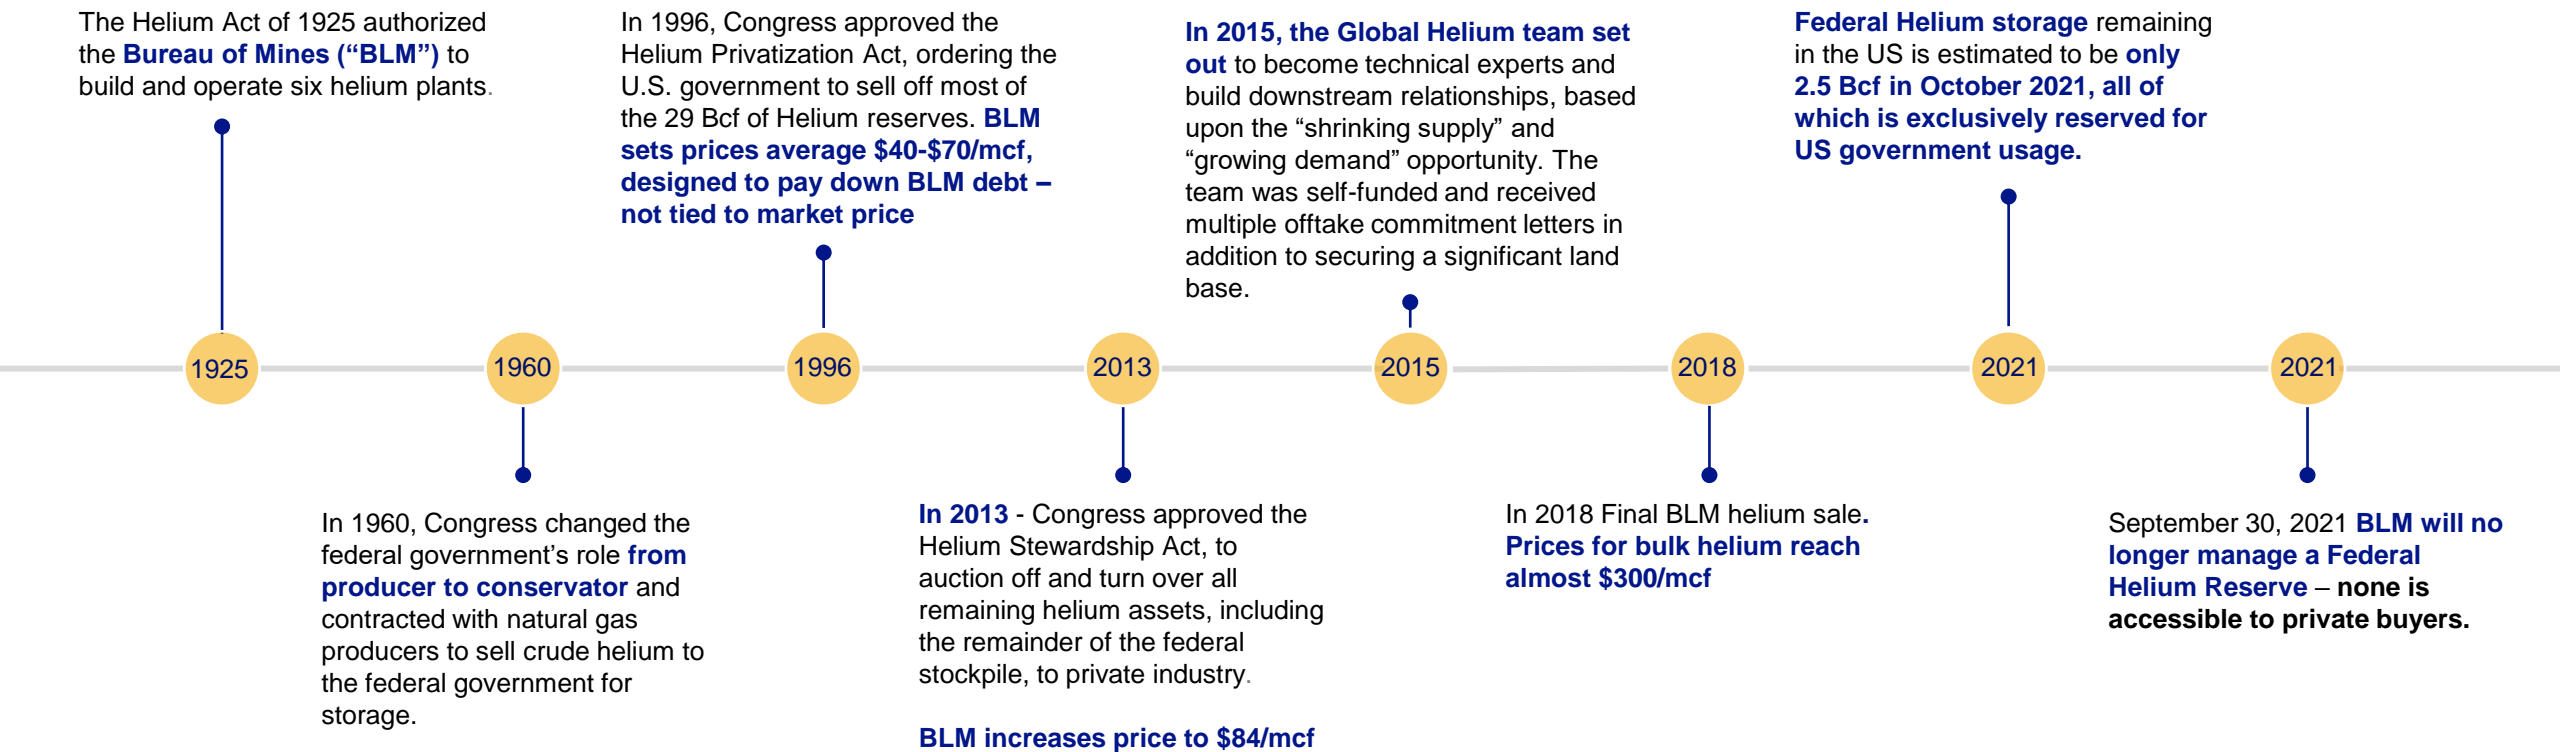 The Helium Act of 1925 authorized
the Bureau of Mines (“BLM”) to
build and operate six helium plants.
In 1996, Congress approved the
Helium Privatization Act, ordering the
U.S. government to sell off most of
the 29 Bcf of Helium reserves. BLM
sets prices average $40-$70/mcf,
designed to pay down BLM debt –
not tied to market price
In 2015, the Global Helium team set
out to become technical experts and
build downstream relationships, based
upon the “shrinking supply” and
“growing demand” opportunity. The
team was self-funded and received
multiple offtake commitment letters in
addition to securing a significant land
base.
Federal Helium storage remaining
in the US is estimated to be only
2.5 Bcf in October 2021, all of
which is exclusively reserved for
US government usage.
1925
1960
1996
2013
2015
2018
2021
2021
In 1960, Congress changed the
federal government’s role from
producer to conservator and
contracted with natural gas
producers to sell crude helium to
the federal government for
storage.
In 2013 - Congress approved the
Helium Stewardship Act, to
auction off and turn over all
remaining helium assets, including
the remainder of the federal
stockpile, to private industry.
BLM increases price to $84/mcf
In 2018 Final BLM helium sale.
Prices for bulk helium reach
almost $300/mcf
September 30, 2021 BLM will no
longer manage a Federal
Helium Reserve – none is
accessible to private buyers.